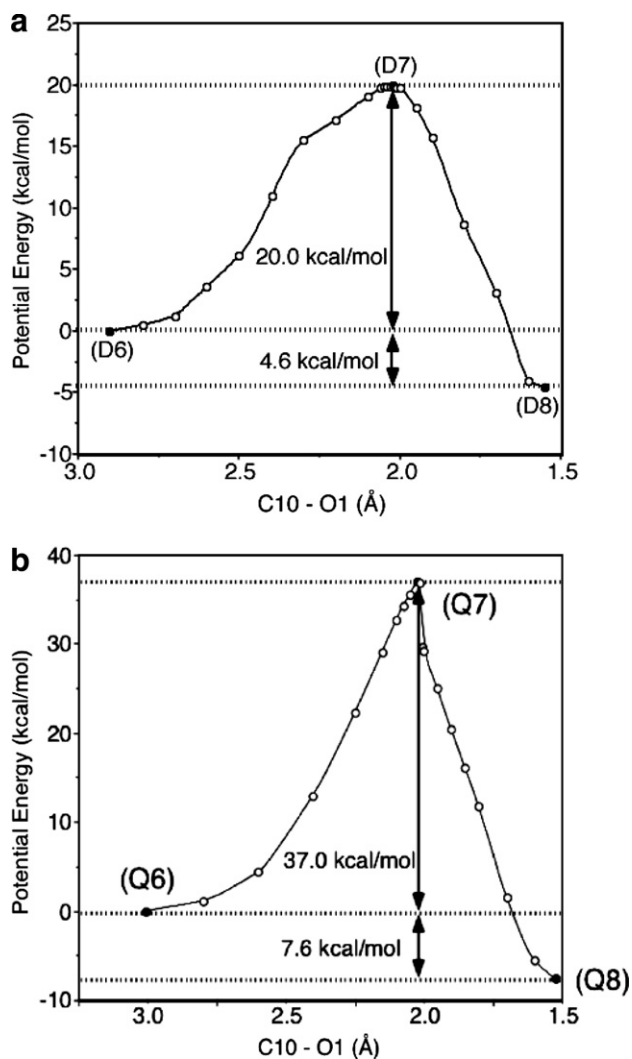 a
Potential Energy (kcal/mol)
25
20
15
10
5
0
-5
-10
(D7)
20.0 kcal/mol
(D6)
4.6 kcal/mol
(D8)
3.0 2.5 2.0 1.5
C10 - O1 (Å)
b
Potential Energy (kcal/mol)
40
30
20
10
0
-10
(Q7)
37.0 kcal/mol
(Q6)
7.6 kcal/mol
(Q8)
3.0 2.5 2.0 1.5
C10 - O1 (Å)